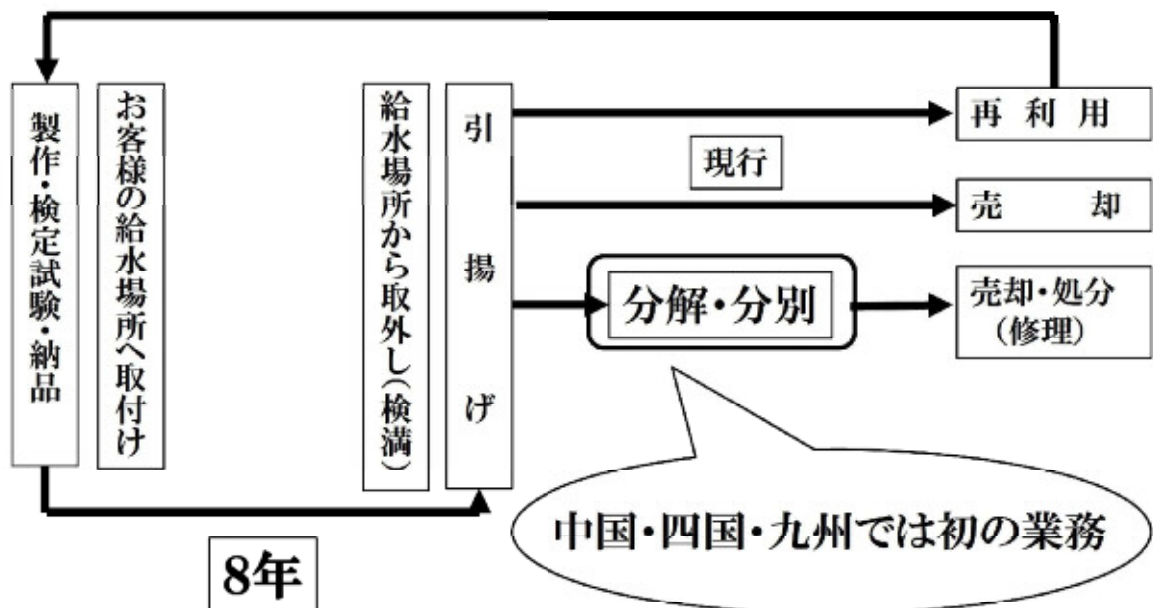 製作・検定試験・納品
お客様の給水場所へ取付け
給水場所から取外し(検満)
引揚げ
現行
再利用
売却
分解・分別
売却・処分
(修理)
中国・四国・九州では初の業務
8年